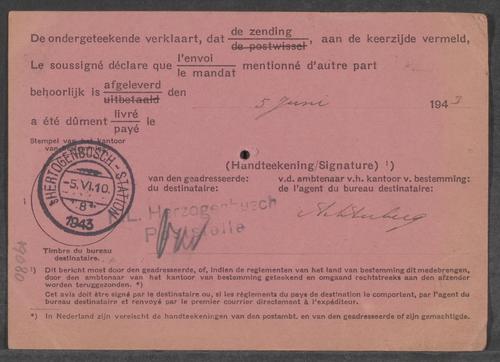 De ondergeteekende verklaart, dat de zending / de postwissel, aan de keerzijde vermeld,
Le soussigné déclare que l'envoi / le mandat mentionné d'autre part
behoorlijk is afgeleverd / uitbetaald den
5 Juni 1943
a été dûment livré / payé le
Stempel van het kantoor
van
'S HERTOGENBOSCH-STATION
-5.VI.10.
8
1943
(Handteekening/Signature) ¹)
van den geadresseerde: v.d. ambtenaar v.h. kantoor v. bestemming:
du destinataire: de l'agent du bureau destinataire:
L. Herzogenbusch
Timbre du bureau
destinataire.
¹) Dit bericht moet door den geadresseerde, of, indien de reglementen van het land van bestemming dit medebrengen,
door den ambtenaar van het kantoor van bestemming geteekend en omgaand rechtstreeks aan den afzender
worden teruggezonden. *)
Cet avis doit être signé par le destinataire ou, si les règlements du pays de destination le comportent, par l'agent du
bureau destinataire et renvoyé par le premier courrier directement à l'expéditeur.
*) In Nederland zijn vereischt de handteekeningen van den postambt. en van den geadresseerde of zijn gemachtigde.